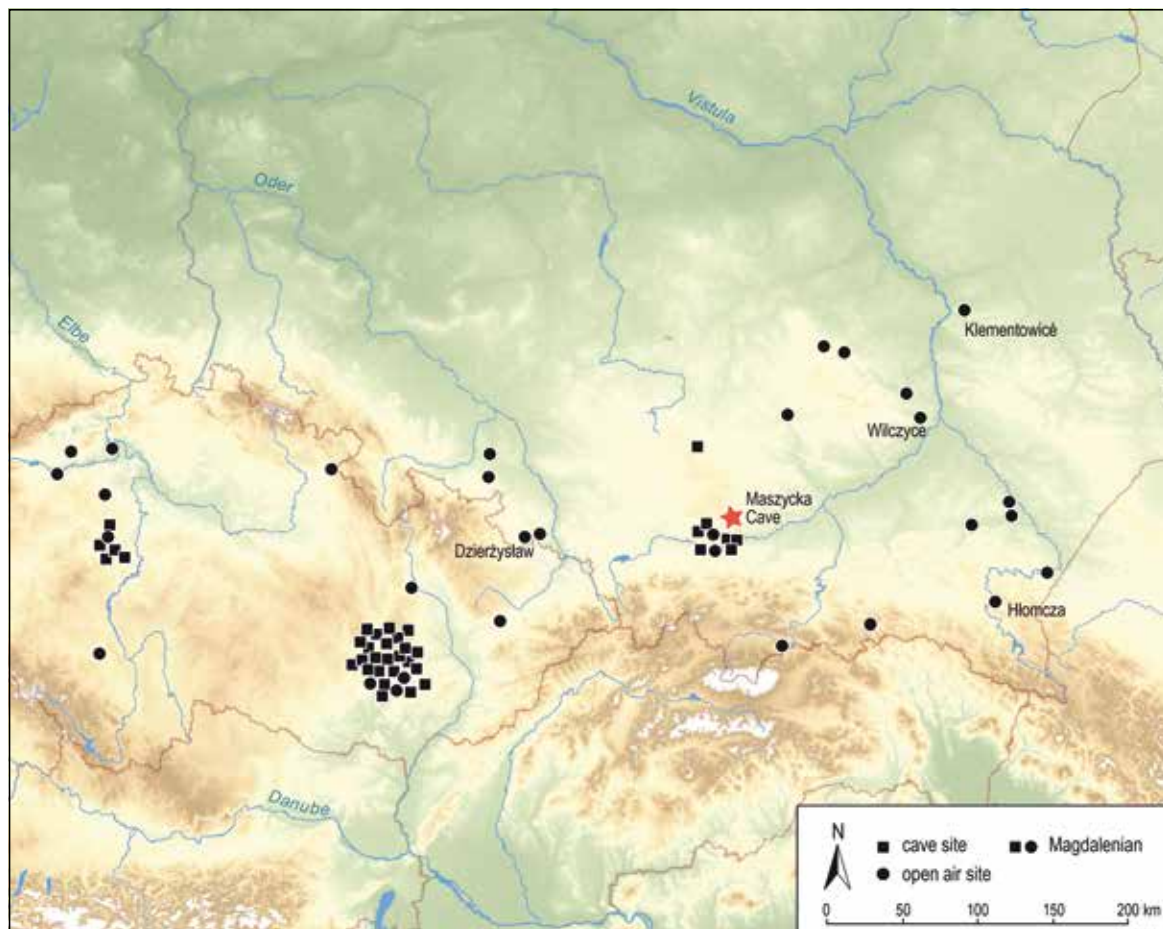 Vistula
Oder
Elbe
Klementowicé
Wilczyce
Maszycka
Cave
Dzierżysław
Hłomcza
Danube
N
cave site
Magdalenian
open air site
0 50 100 150 200 km